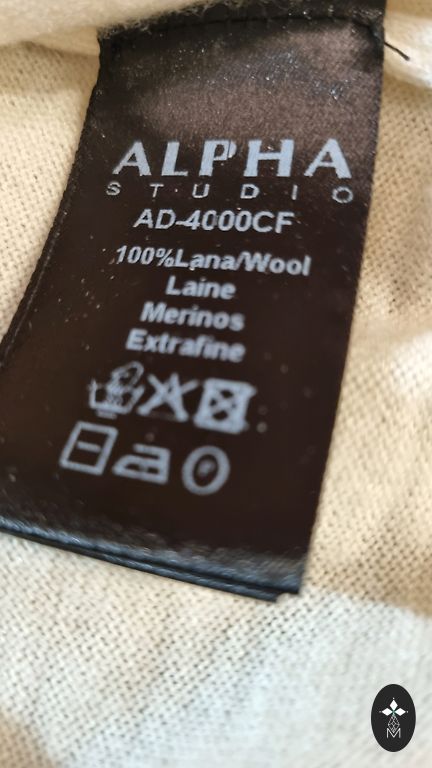 ALPHA
STUDIO
AD-4000CF
100%Lana/Wool
Laine
Merinos
Extrafine
P
M